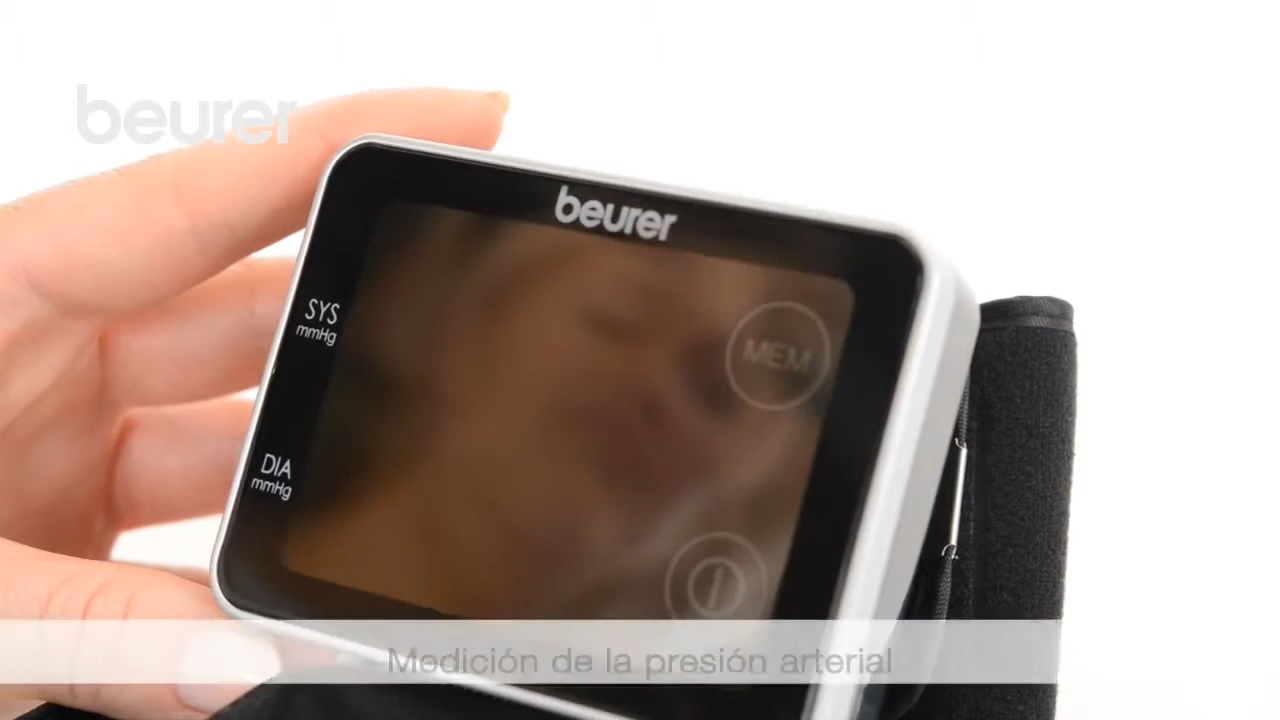 beurer
beurer
SYS
mmHg
MEM
DIA
mmHg
Medición de la presión arterial